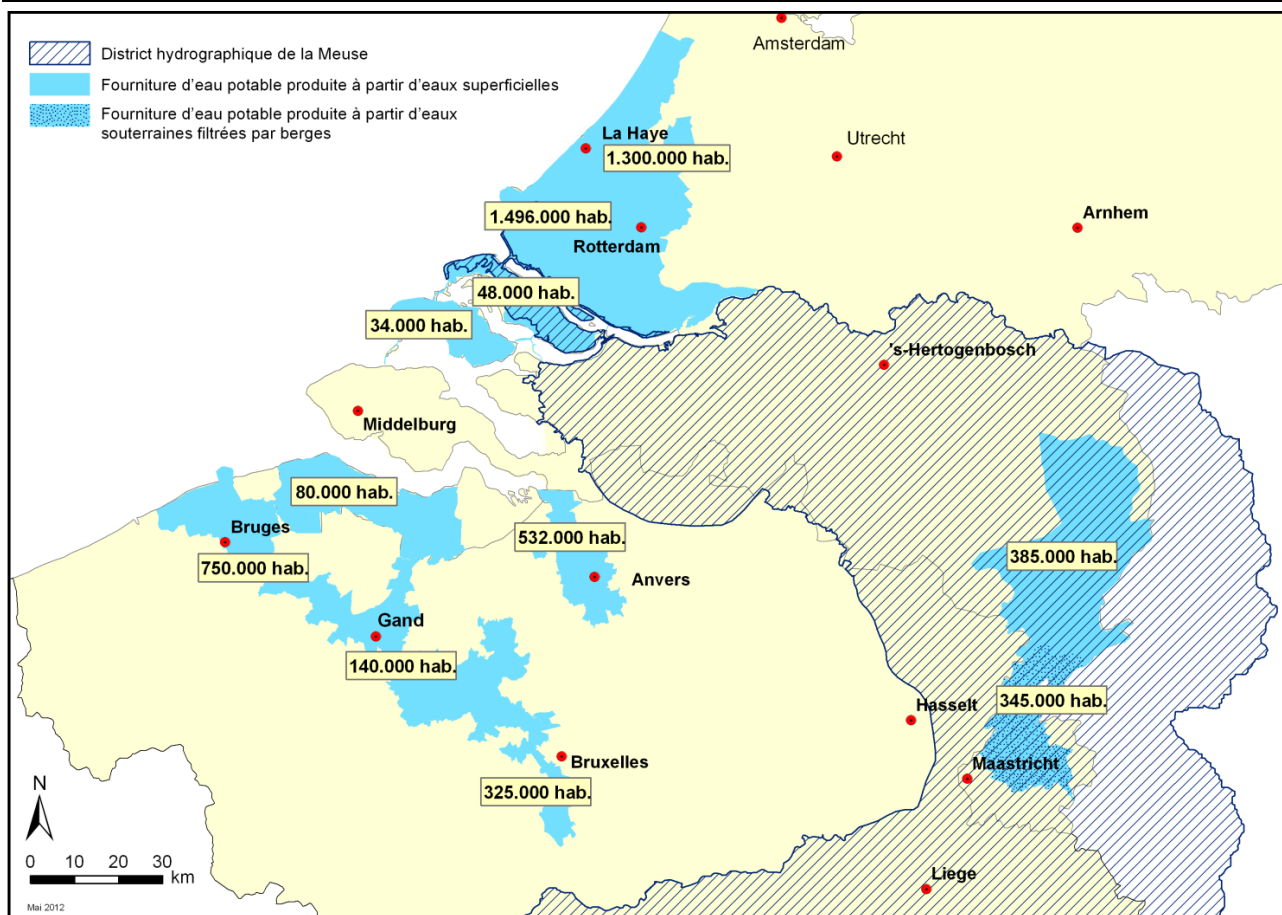 District hydrographique de la Meuse
Fourniture d'eau potable produite à partir d'eaux superficielles
Fourniture d'eau potable produite à partir d'eaux
souterraines filtrées par berges
Amsterdam
La Haye
1.300.000 hab.
Utrecht
1.496.000 hab.
Rotterdam
Arnhem
48.000 hab.
34.000 hab.
's-Hertogenbosch
Middelburg
80.000 hab.
Bruges
750.000 hab.
532.000 hab.
Anvers
385.000 hab.
Gand
140.000 hab.
Hasselt
345.000 hab.
Bruxelles
Maastricht
325.000 hab.
Liege
N
0 10 20 30
km
Mai 2012